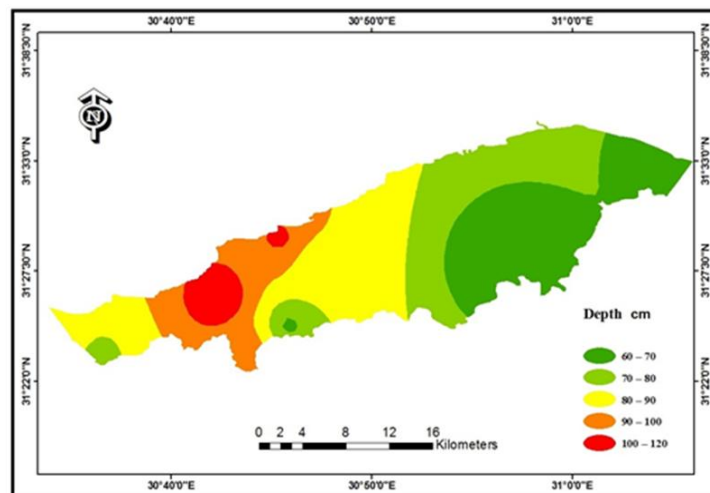 30°40'0"E 30°50'0"E 31°0'0"E
31°38'30"N 31°38'30"N
N
31°33'0"N 31°33'0"N
31°27'30"N 31°27'30"N
31°22'0"N 31°22'0"N
Depth cm
60 – 70
70 – 80
80 – 90
90 – 100
100 – 120
0 2 4 8 12 16
Kilometers
30°40'0"E 30°50'0"E 31°0'0"E